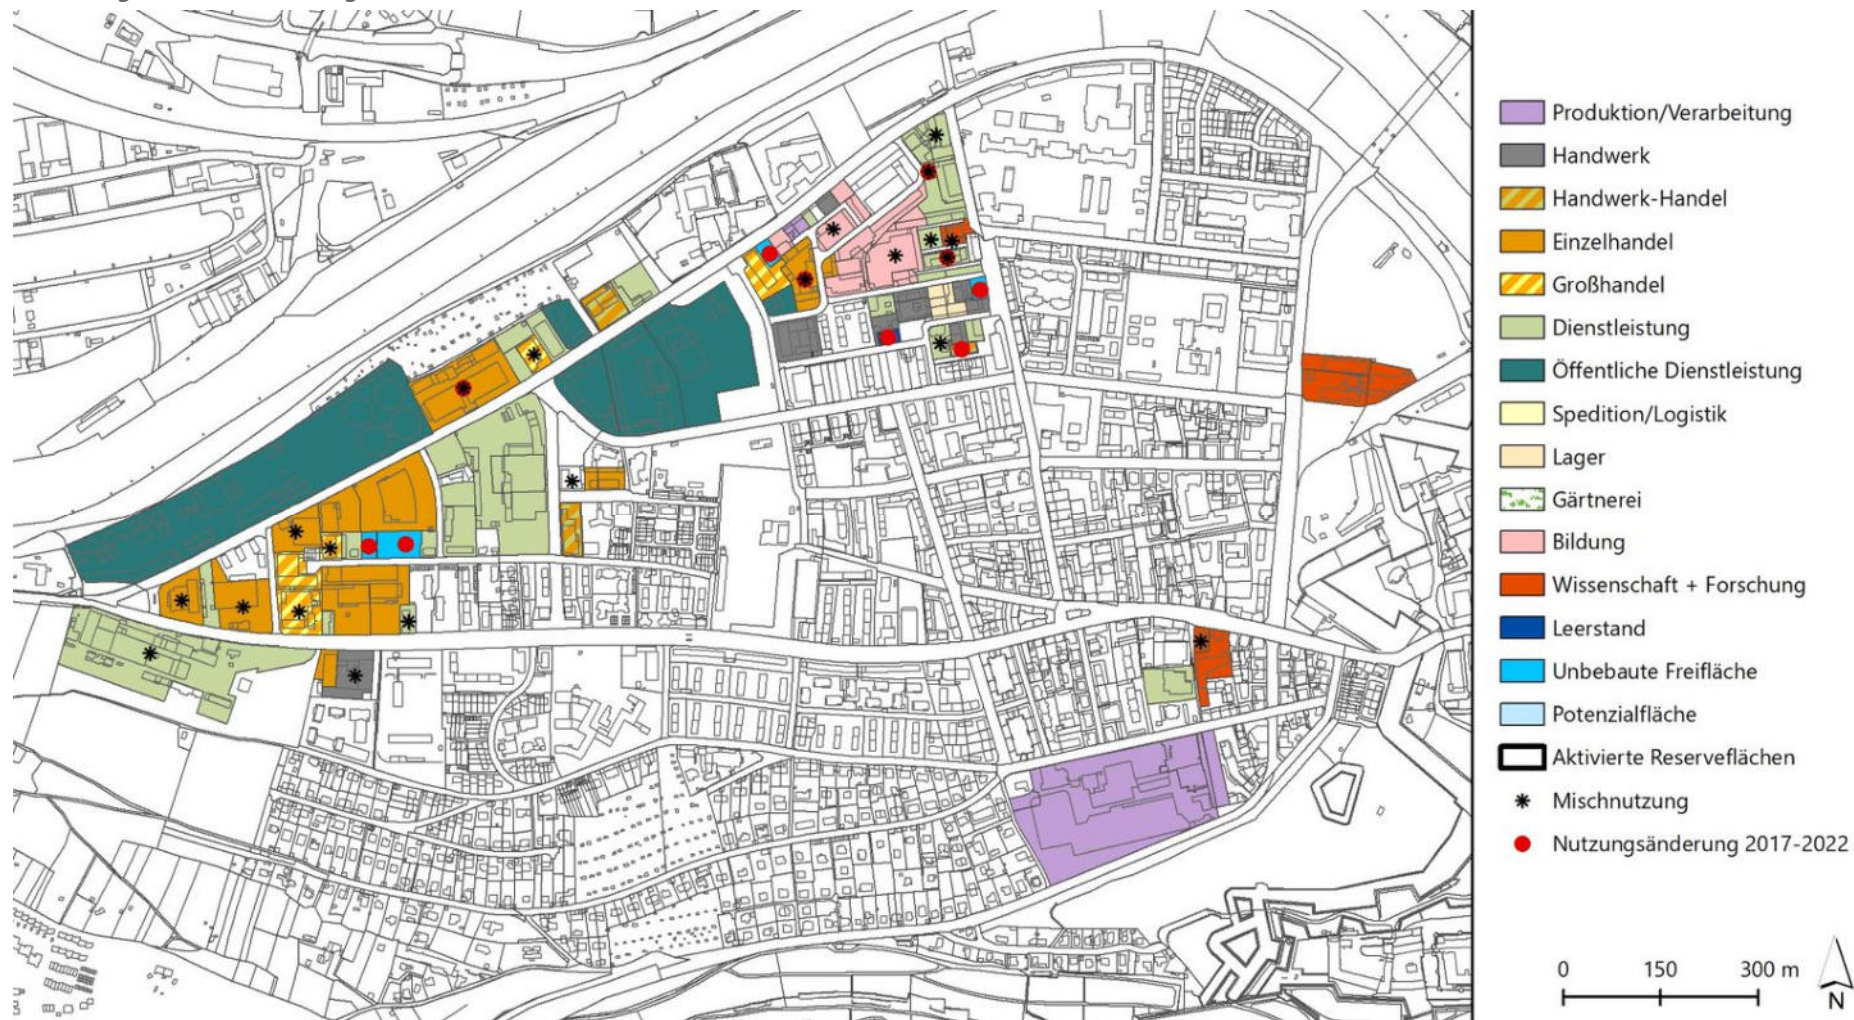 Produktion/Verarbeitung
Handwerk
Handwerk-Handel
Einzelhandel
Großhandel
Dienstleistung
Öffentliche Dienstleistung
Spedition/Logistik
Lager
Gärtnerei
Bildung
Wissenschaft + Forschung
Leerstand
Unbebaute Freifläche
Potenzialfläche
Aktivierte Reserveflächen
Mischnutzung
Nutzungsänderung 2017-2022
0 150 300 m
N